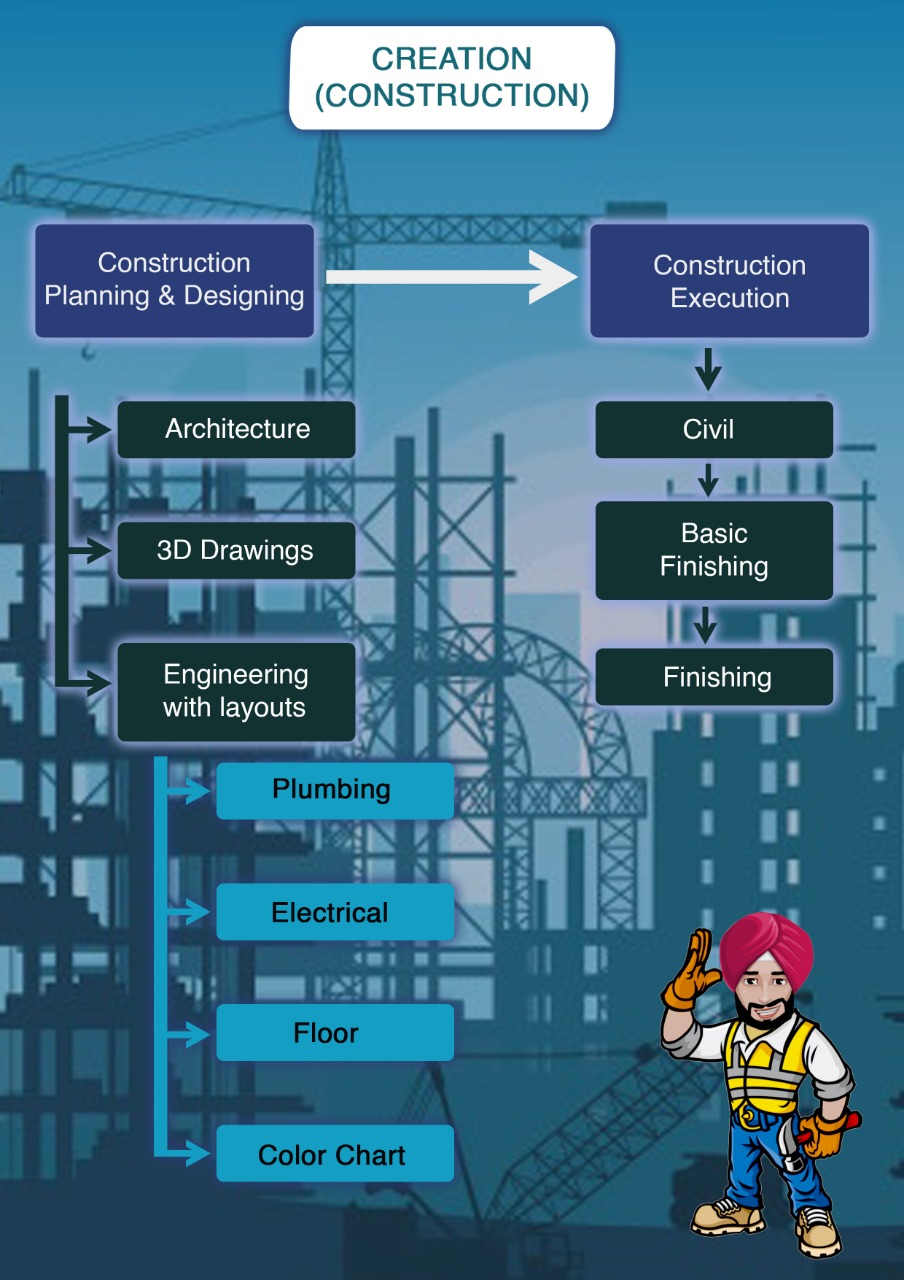 CREATION
(CONSTRUCTION)
Construction
Planning & Designing
Construction
Execution
Architecture
3D Drawings
Engineering
with layouts
Plumbing
Electrical
Floor
Color Chart
Civil
Basic
Finishing
Finishing